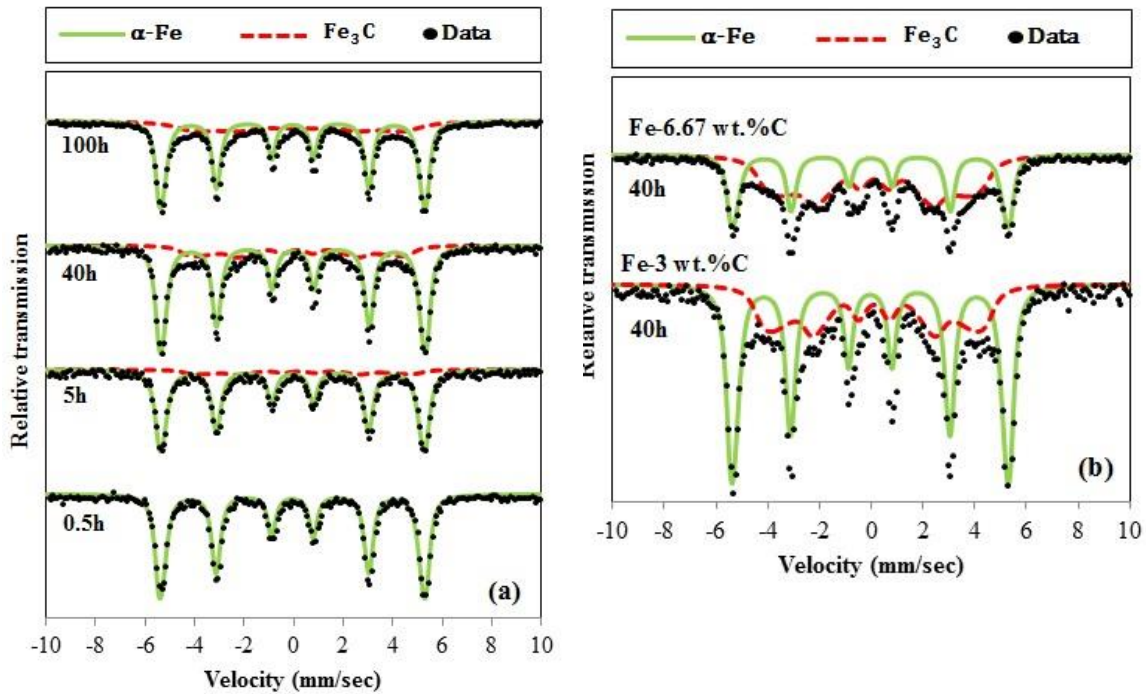 α-Fe Fe₃C Data
100h
40h
5h
0.5h
(a)
Relative transmission
-10 -8 -6 -4 -2 0 2 4 6 8 10
Velocity (mm/sec)
α-Fe Fe₃C Data
Fe-6.67 wt.%C
40h
Fe-3 wt.%C
40h
(b)
Relative transmission
-10 -8 -6 -4 -2 0 2 4 6 8 10
Velocity (mm/sec)